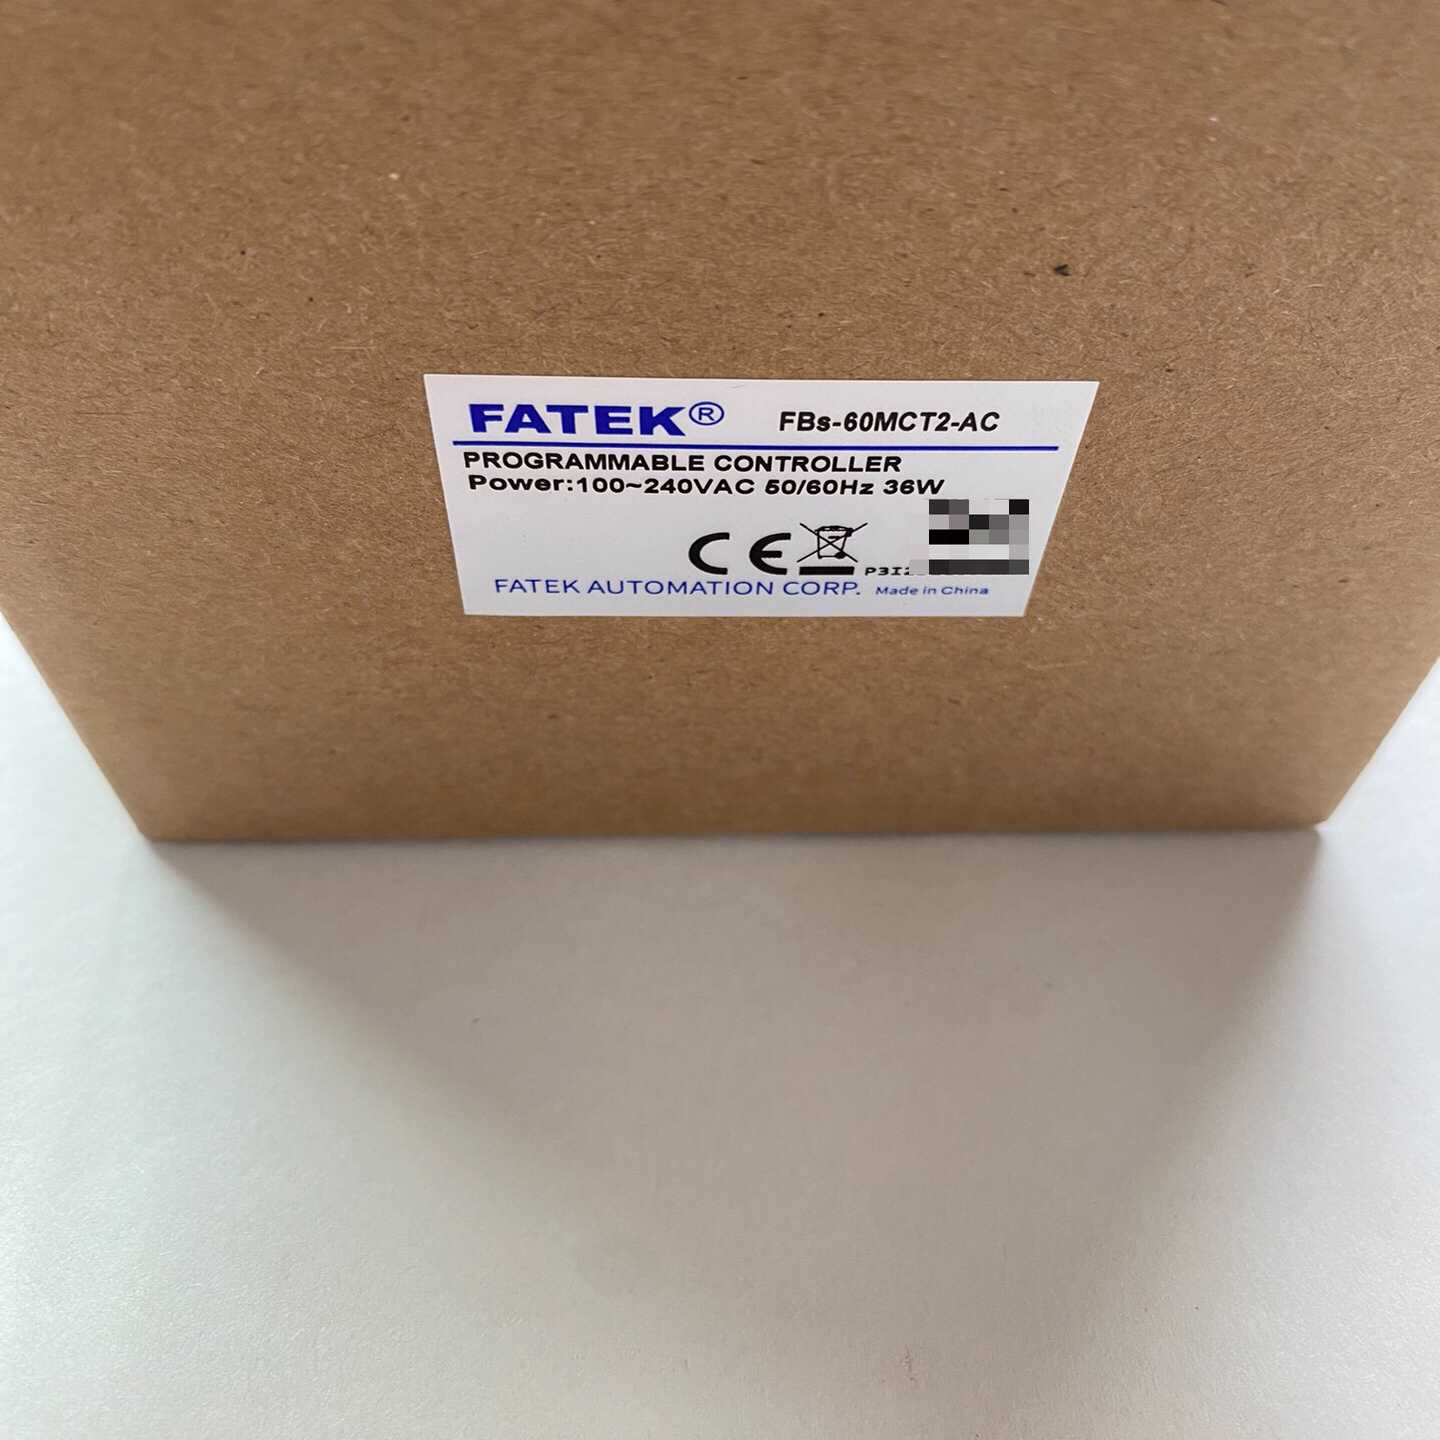 FATEK® FBs-60MCT2-AC
PROGRAMMABLE CONTROLLER
Power:100~240VAC 50/60Hz 36W
CE
FATEK AUTOMATION CORP. Made in China